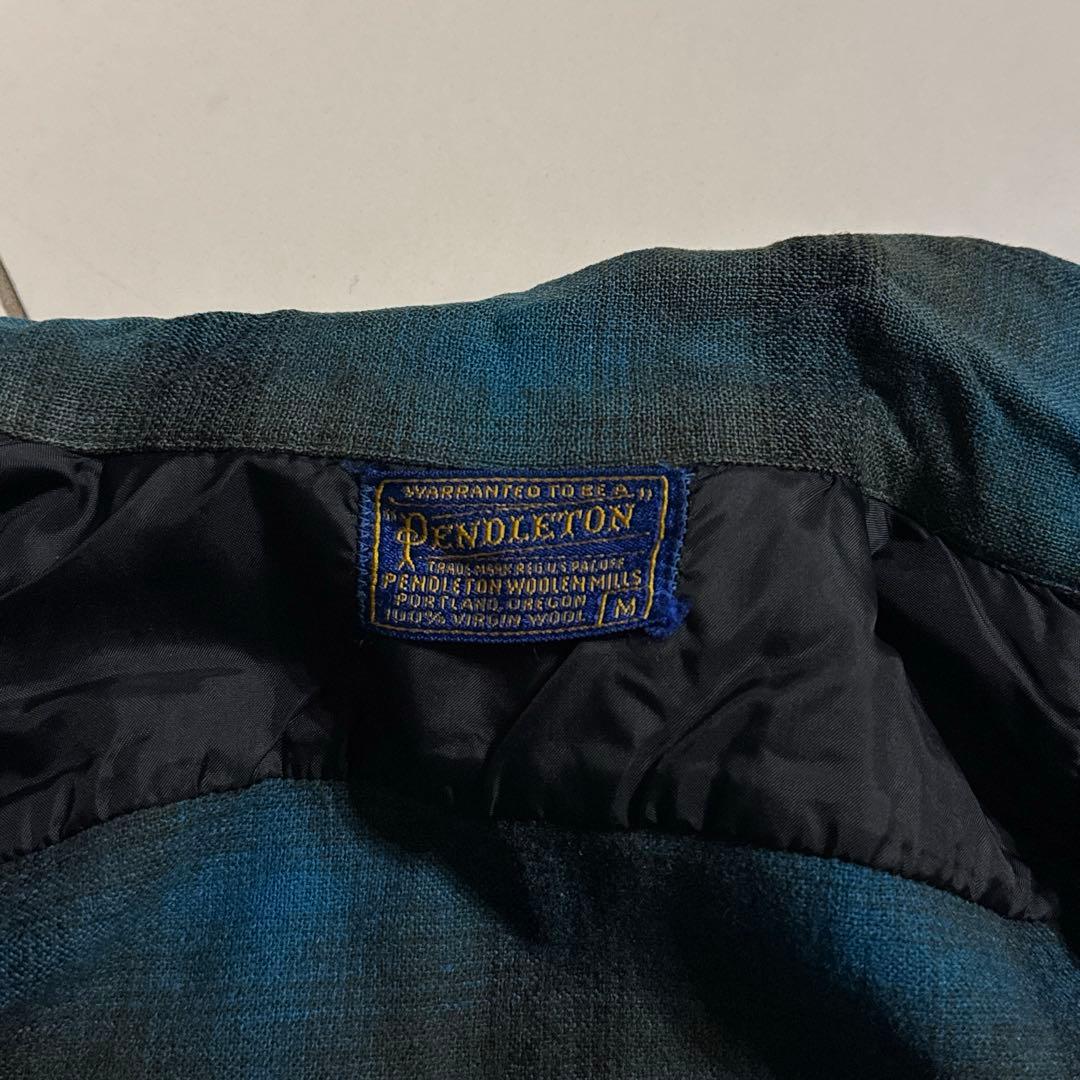 WARRANTED TO BE A
"PENDLETON"
TRADE-MARK REG.U.S.PAT.OFF.
PENDLETON WOOLEN MILLS
PORTLAND, OREGON
100% VIRGIN WOOL M